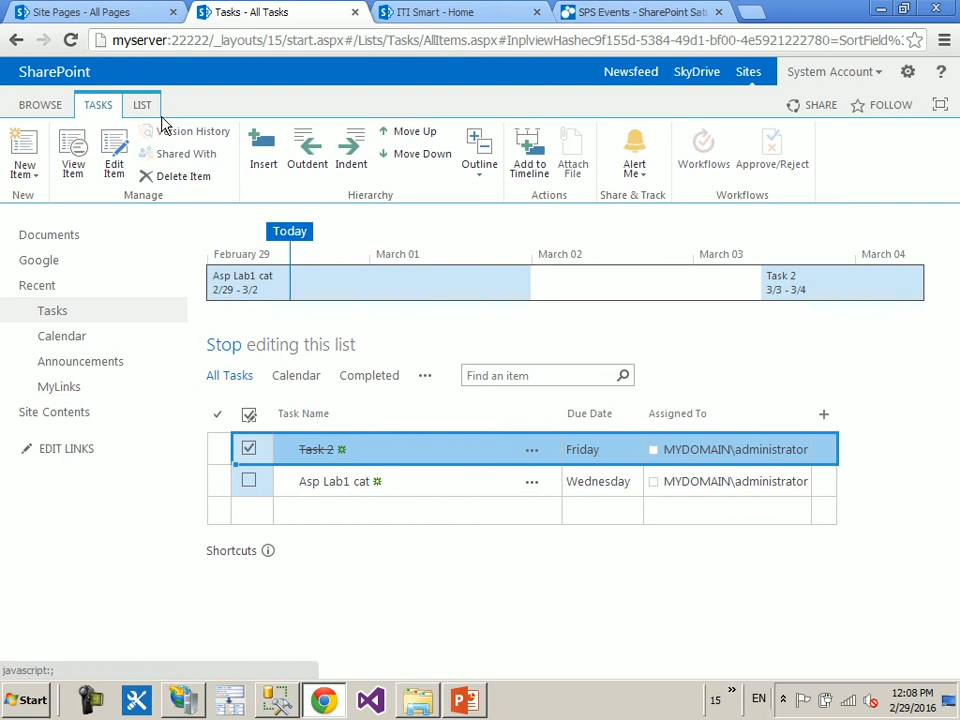 Site Pages - All Pages
Tasks - All Tasks
ITI Smart - Home
SPS Events - SharePoint Satu
myserver:22222/_layouts/15/start.aspx#/Lists/Tasks/AllItems.aspx#InplviewHashec9f155d-5384-49d1-bf00-4e5921222780=SortField%
SharePoint
Newsfeed
SkyDrive
Sites
System Account
?
BROWSE
TASKS
LIST
SHARE
FOLLOW
New Item
View Item
Edit Item
Version History
Shared With
Delete Item
Insert
Outdent
Indent
Move Up
Move Down
Outline
Add to Timeline
Attach File
Alert Me
Workflows
Approve/Reject
New
Manage
Hierarchy
Actions
Share & Track
Workflows
Documents
Google
Recent
Tasks
Calendar
Announcements
MyLinks
Site Contents
EDIT LINKS
Today
February 29
March 01
March 02
March 03
March 04
Asp Lab1 cat
2/29 - 3/2
Task 2
3/3 - 3/4
Stop editing this list
All Tasks
Calendar
Completed
Find an item
Task Name
Due Date
Assigned To
Task 2
Friday
MYDOMAIN\administrator
Asp Lab1 cat
Wednesday
MYDOMAIN\administrator
Shortcuts
javascript:;
Start
15
EN
12:08 PM
2/29/2016